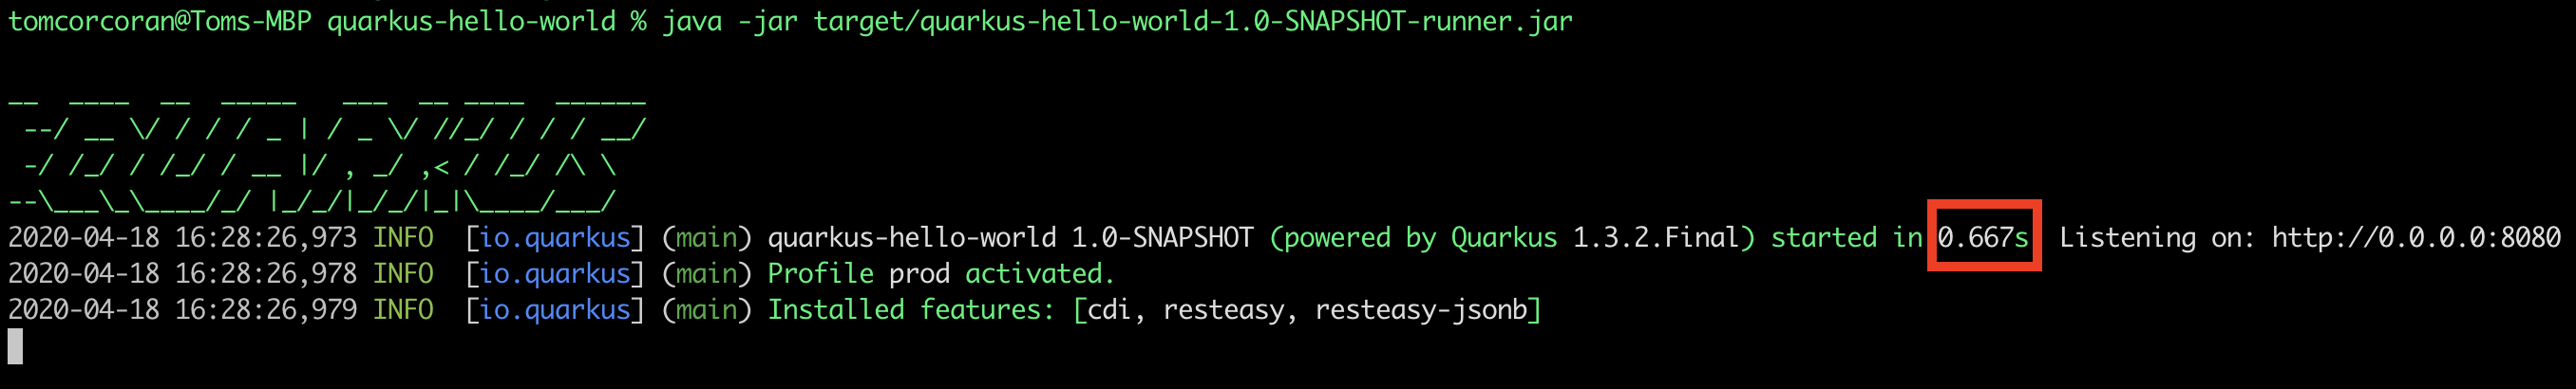 tomcorcoran@Toms-MBP quarkus-hello-world % java -jar target/quarkus-hello-world-1.0-SNAPSHOT-runner.jar
__  ____  __  _____   ___  __ ____  ______
 --/ __ \/ / / / _ | / _ \/ //_/ / / / __/
 -/ /_/ / /_/ / __ |/ , _/ ,< / /_/ /\ \
--\___\_\____/_/ |_/_/|_/_/|_|\____/___/
2020-04-18 16:28:26,973 INFO  [io.quarkus] (main) quarkus-hello-world 1.0-SNAPSHOT (powered by Quarkus 1.3.2.Final) started in 0.667s  Listening on: http://0.0.0.0:8080
2020-04-18 16:28:26,978 INFO  [io.quarkus] (main) Profile prod activated.
2020-04-18 16:28:26,979 INFO  [io.quarkus] (main) Installed features: [cdi, resteasy, resteasy-jsonb]